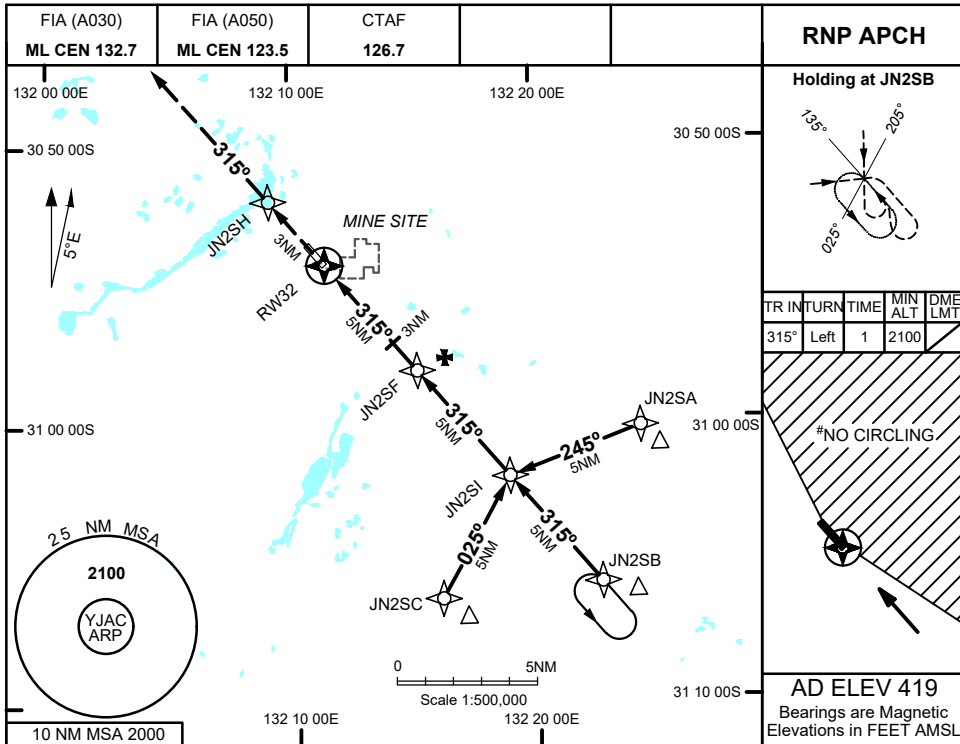 FIA (A030)
ML CEN 132.7
FIA (A050)
ML CEN 123.5
CTAF
126.7
RNP APCH
132 00 00E
132 10 00E
132 20 00E
30 50 00S
30 50 00S
5°E
315°
JN2SH
3NM
MINE SITE
RW32
315°
5NM
3NM
JN2SF
315°
5NM
JN2SA
31 00 00S
31 00 00S
245°
5NM
JN2SI
025°
5NM
315°
5NM
JN2SB
JN2SC
25 NM MSA
2100
YJAC
ARP
10 NM MSA 2000
0
5NM
Scale 1:500,000
132 10 00E
132 20 00E
31 10 00S
Holding at JN2SB
135°
205°
025°
TR IN TURN TIME MIN ALT DME LMT
315° Left 1 2100
#NO CIRCLING
AD ELEV 419
Bearings are Magnetic
Elevations in FEET AMSL